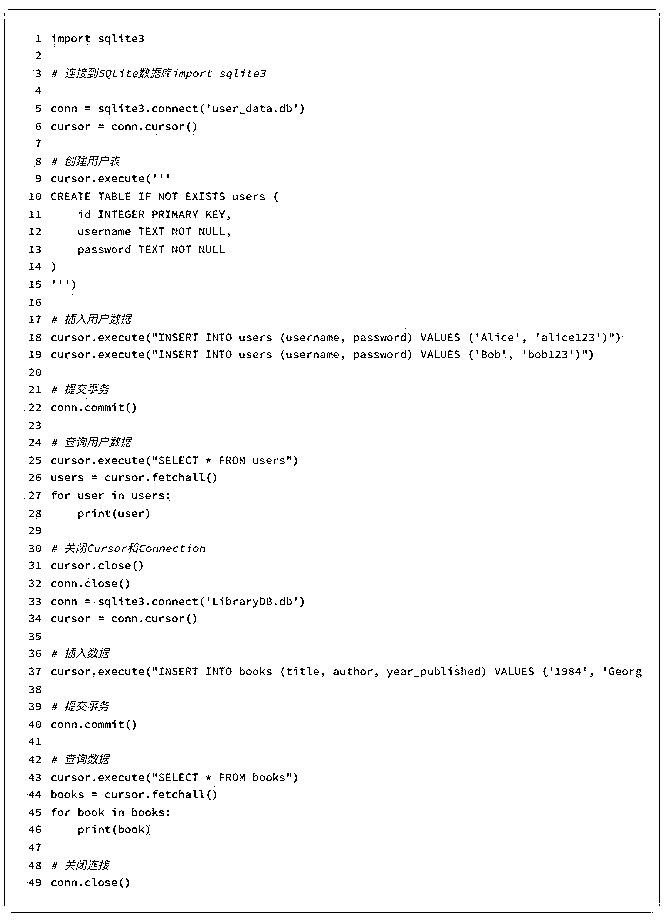 1 import sqlite3
2
3 # 连接到SQLite数据库import sqlite3
4
5 conn = sqlite3.connect('user_data.db')
6 cursor = conn.cursor()
7
8 # 创建用户表
9 cursor.execute('''
10 CREATE TABLE IF NOT EXISTS users (
11     id INTEGER PRIMARY KEY,
12     username TEXT NOT NULL,
13     password TEXT NOT NULL
14 )
15 ''')
16
17 # 插入用户数据
18 cursor.execute("INSERT INTO users (username, password) VALUES ('Alice', 'alice123')")
19 cursor.execute("INSERT INTO users (username, password) VALUES ('Bob', 'bob123')")
20
21 # 提交事务
22 conn.commit()
23
24 # 查询用户数据
25 cursor.execute("SELECT * FROM users")
26 users = cursor.fetchall()
27 for user in users:
28     print(user)
29
30 # 关闭Cursor和Connection
31 cursor.close()
32 conn.close()
33 conn = sqlite3.connect('LibraryDB.db')
34 cursor = conn.cursor()
35
36 # 插入数据
37 cursor.execute("INSERT INTO books (title, author, year_published) VALUES ('1984', 'Georg
38
39 # 提交事务
40 conn.commit()
41
42 # 查询数据
43 cursor.execute("SELECT * FROM books")
44 books = cursor.fetchall()
45 for book in books:
46     print(book)
47
48 # 关闭连接
49 conn.close()